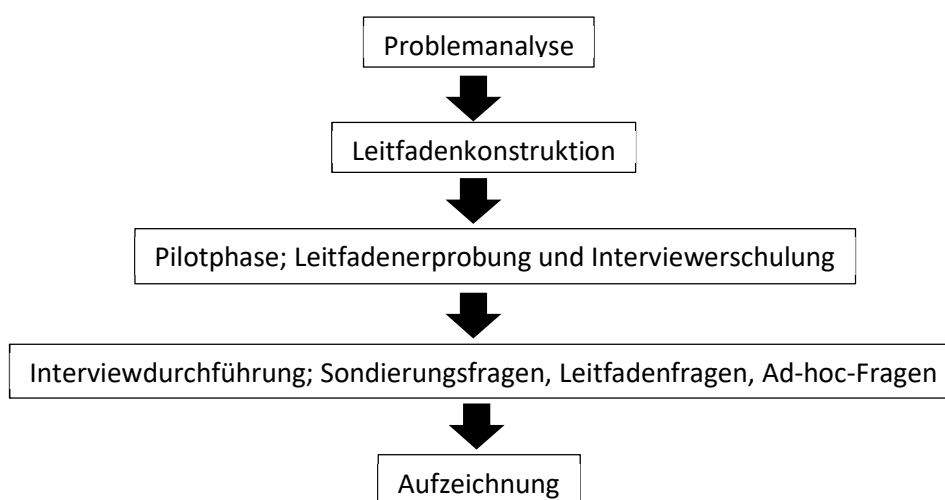 Problemanalyse
Leitfadenkonstruktion
Pilotphase; Leitfadenerprobung und Interviewerschulung
Interviewdurchführung; Sondierungsfragen, Leitfadenfragen, Ad-hoc-Fragen
Aufzeichnung